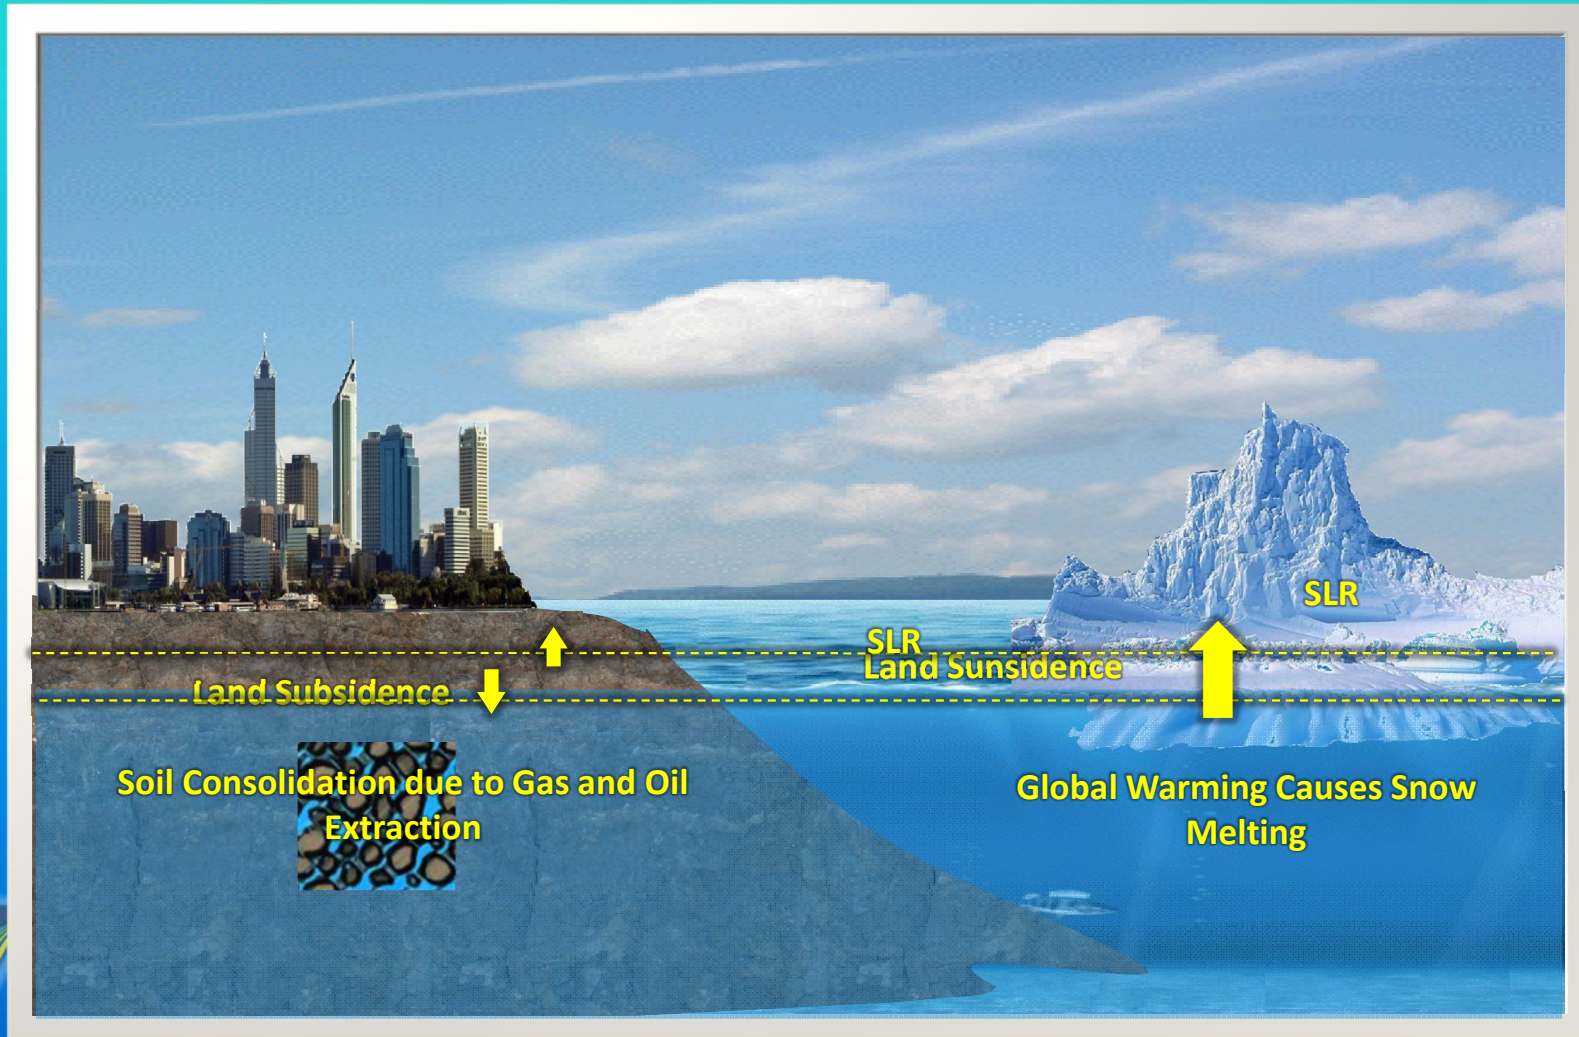 SLR
SLR
Land Sunsidence
Land Subsidence
Soil Consolidation due to Gas and Oil
Extraction
Global Warming Causes Snow
Melting